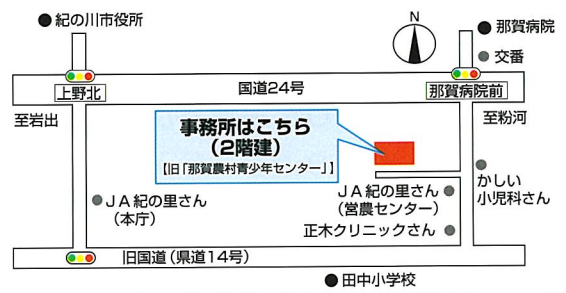 ●紀の川市役所
N
●那賀病院
●交番
上野北
国道24号
那賀病院前
至岩出
至粉河
事務所はこちら
(2階建)
【旧「那賀農村青少年センター」】
●かしい
小児科さん
●JA紀の里さん
(本庁)
JA紀の里さん●
(営農センター)
正木クリニックさん●
旧国道(県道14号)
●田中小学校